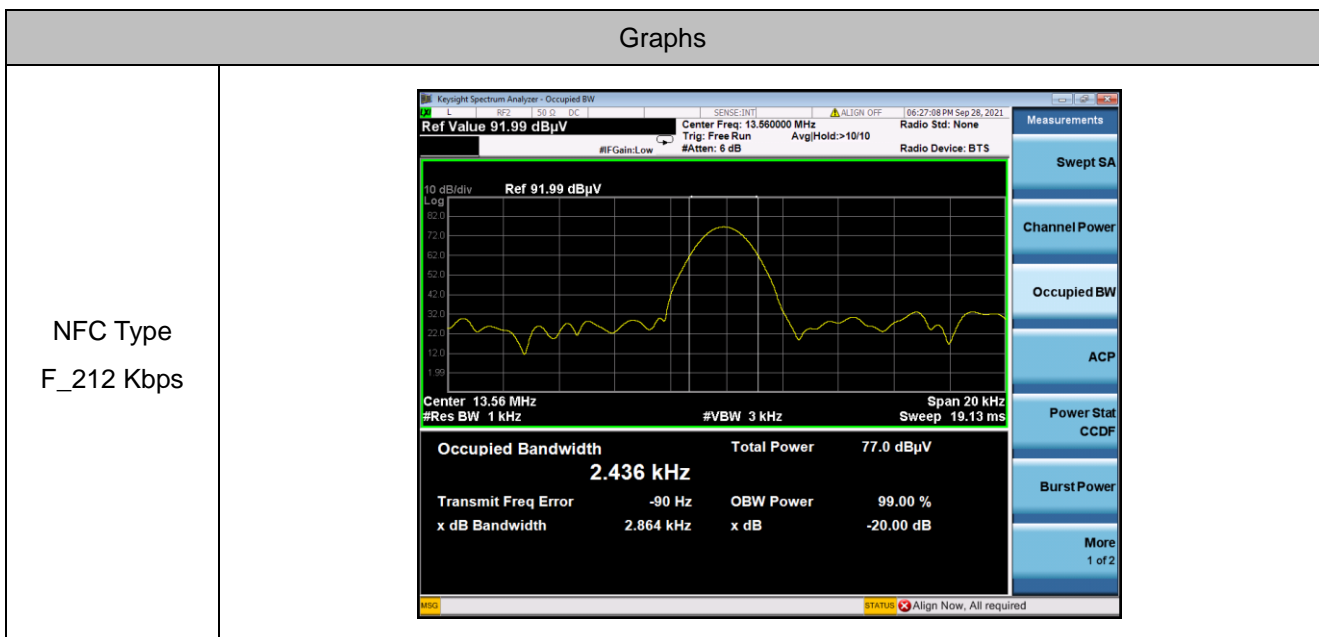 Graphs
NFC Type
F_212 Kbps
Keysight Spectrum Analyzer - Occupied BW
L RF2 50 Ω DC SENSE:INT ALIGN OFF 06:27:08 PM Sep 28, 2021
Ref Value 91.99 dBµV
Center Freq: 13.560000 MHz
Radio Std: None
Trig: Free Run Avg|Hold:>10/10
#IFGain:Low #Atten: 6 dB Radio Device: BTS
10 dB/div Ref 91.99 dBµV
Log
82.0
72.0
62.0
52.0
42.0
32.0
22.0
12.0
1.99
Center 13.56 MHz Span 20 kHz
#Res BW 1 kHz #VBW 3 kHz Sweep 19.13 ms
Occupied Bandwidth Total Power 77.0 dBµV
2.436 kHz
Transmit Freq Error -90 Hz OBW Power 99.00 %
x dB Bandwidth 2.864 kHz x dB -20.00 dB
MSG STATUS Align Now, All required
Measurements
Swept SA
Channel Power
Occupied BW
ACP
Power Stat
CCDF
Burst Power
More
1 of 2